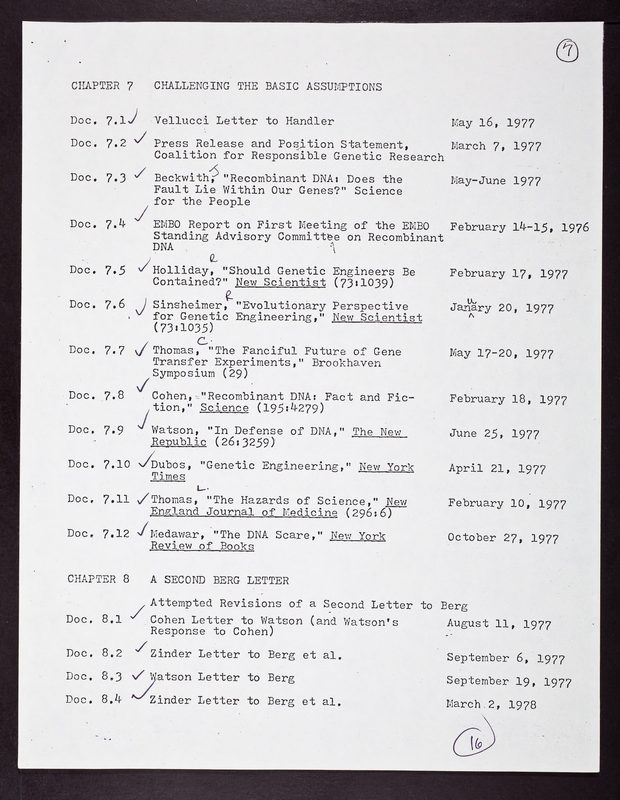 7
CHAPTER 7 CHALLENGING THE BASIC ASSUMPTIONS
Doc. 7.1 ✓ Vellucci Letter to Handler May 16, 1977
Doc. 7.2 ✓ Press Release and Position Statement, March 7, 1977
Coalition for Responsible Genetic Research
Doc. 7.3 ✓ Beckwith, J "Recombinant DNA: Does the May-June 1977
Fault Lie Within Our Genes?" Science
for the People
Doc. 7.4 ✓ EMBO Report on First Meeting of the EMBO February 14-15, 1976
Standing Advisory Committee on Recombinant
DNA
Doc. 7.5 ✓ Holliday, R "Should Genetic Engineers Be February 17, 1977
Contained?" New Scientist (73:1039)
Doc. 7.6 ✓ Sinsheimer, R "Evolutionary Perspective January 20, 1977
for Genetic Engineering," New Scientist
(73:1035)
Doc. 7.7 ✓ Thomas, C. "The Fanciful Future of Gene May 17-20, 1977
Transfer Experiments," Brookhaven
Symposium (29)
Doc. 7.8 ✓ Cohen, "Recombinant DNA: Fact and Fic- February 18, 1977
tion," Science (195:4279)
Doc. 7.9 ✓ Watson, "In Defense of DNA," The New June 25, 1977
Republic (26:3259)
Doc. 7.10 ✓ Dubos, "Genetic Engineering," New York April 21, 1977
Times
Doc. 7.11 ✓ Thomas, L. "The Hazards of Science," New February 10, 1977
England Journal of Medicine (296:6)
Doc. 7.12 ✓ Medawar, "The DNA Scare," New York October 27, 1977
Review of Books
CHAPTER 8 A SECOND BERG LETTER
Attempted Revisions of a Second Letter to Berg
Doc. 8.1 ✓ Cohen Letter to Watson (and Watson's August 11, 1977
Response to Cohen)
Doc. 8.2 ✓ Zinder Letter to Berg et al. September 6, 1977
Doc. 8.3 ✓ Watson Letter to Berg September 19, 1977
Doc. 8.4 ✓ Zinder Letter to Berg et al. March 2, 1978
16